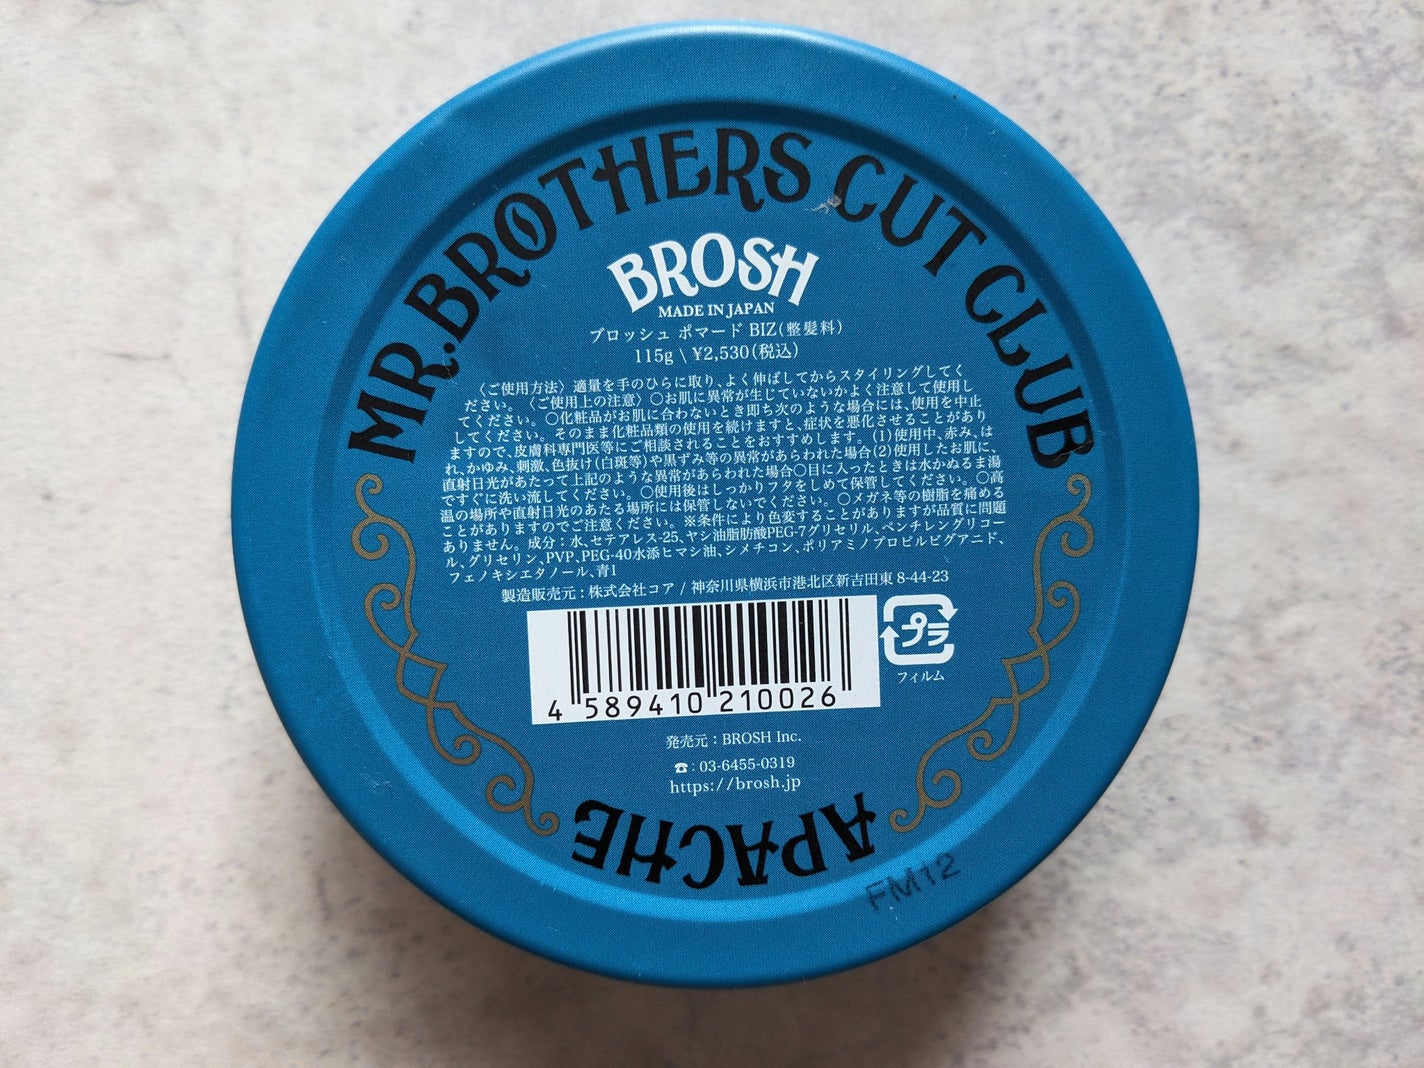 MR.BROTHERS CUT CLUB
BROSH
MADE IN JAPAN
ブロッシュ ポマード BIZ(整髪料)
115g \ ¥2,530(税込)
〈ご使用方法〉適量を手のひらに取り、よく伸ばしてからスタイリングしてく
ださい。〈ご使用上の注意〉○お肌に異常が生じていないかよく注意して使用し
てください。○化粧品がお肌に合わないとき即ち次のような場合には、使用を中止
してください。そのまま化粧品類の使用を続けますと、症状を悪化させることがあり
ますので、皮膚科専門医等にご相談されることをおすすめします。(1)使用中、赤み、は
れ、かゆみ、刺激、色抜け(白斑等)や黒ずみ等の異常があらわれた場合(2)使用したお肌に、
直射日光があたって上記のような異常があらわれた場合○目に入ったときは水かぬるま湯
ですぐに洗い流してください。○使用後はしっかりフタをしめて保管してください。○高
温の場所や直射日光のあたる場所には保管しないでください。○メガネ等の樹脂を痛める
ことがありますのでご注意ください。※条件により色変することがありますが品質に問題
ありません。成分:水、セテアレス-25、ヤシ油脂肪酸PEG-7グリセリル、ペンチレングリコー
ル、グリセリン、PVP、PEG-40水添ヒマシ油、シメチコン、ポリアミノプロピルビグアニド、
フェノキシエタノール、青1
製造販売元:株式会社コア / 神奈川県横浜市港北区新吉田東 8-44-23
プラ
フィルム
4 589410 210026
発売元:BROSH Inc.
☎:03-6455-0319
https://brosh.jp
APACHE
FM12